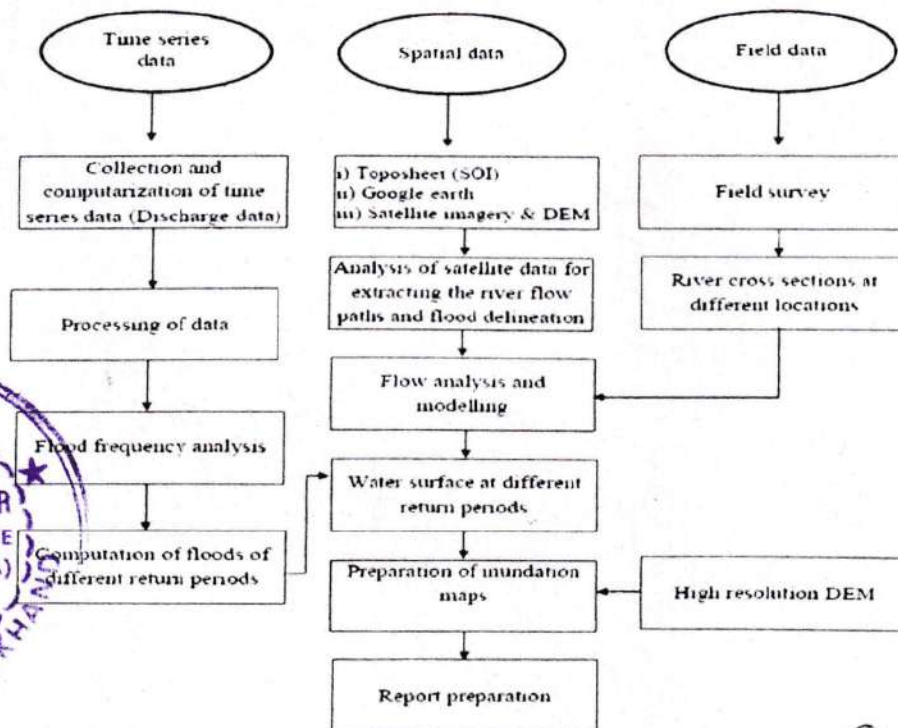 Tune series
data
Spatial data
Field data
Collection and
computarization of tune
series data (Discharge data)
i) Toposheet (SOI)
ii) Google earth
iii) Satellite imagery & DEM
Field survey
Processing of data
Analysis of satellite data for
extracting the river flow
paths and flood delineation
River cross sections at
different locations
Flow analysis and
modelling
Flood frequency analysis
Water surface at different
return periods
Computation of floods of
different return periods
Preparation of inundation
maps
High resolution DEM
Report preparation